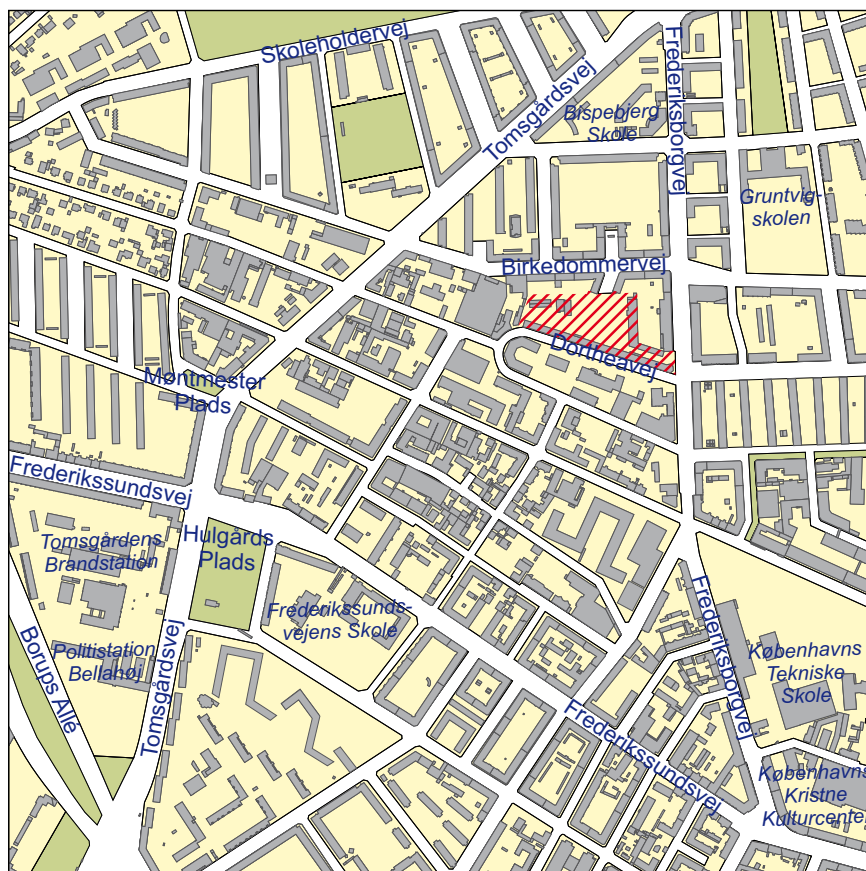 Skoleholdervej
Tomsgårdsvej
Frederiksborgvej
Bispebjerg
Skole
Gruntvig-
skolen
Birkedommervej
Dortheavej
Møntmester
Plads
Frederikssundsvej
Hulgårds
Plads
Tomsgårdens
Brandstation
Frederikssunds-
vejens Skole
Politistation
Bellahøj
Borups Allé
Tomsgårdsvej
Frederiksborgvej
Københavns
Tekniske
Skole
Frederikssundsvej
Københavns
Kristne
Kulturcenter